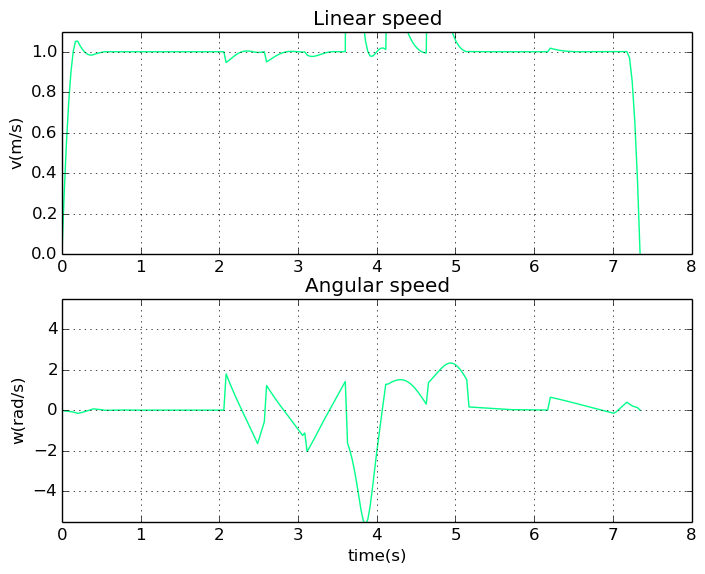 Linear speed
1.0
0.8
0.6
0.4
0.2
0.0
v(m/s)
0 1 2 3 4 5 6 7 8
Angular speed
4
2
0
−2
−4
w(rad/s)
0 1 2 3 4 5 6 7 8
time(s)